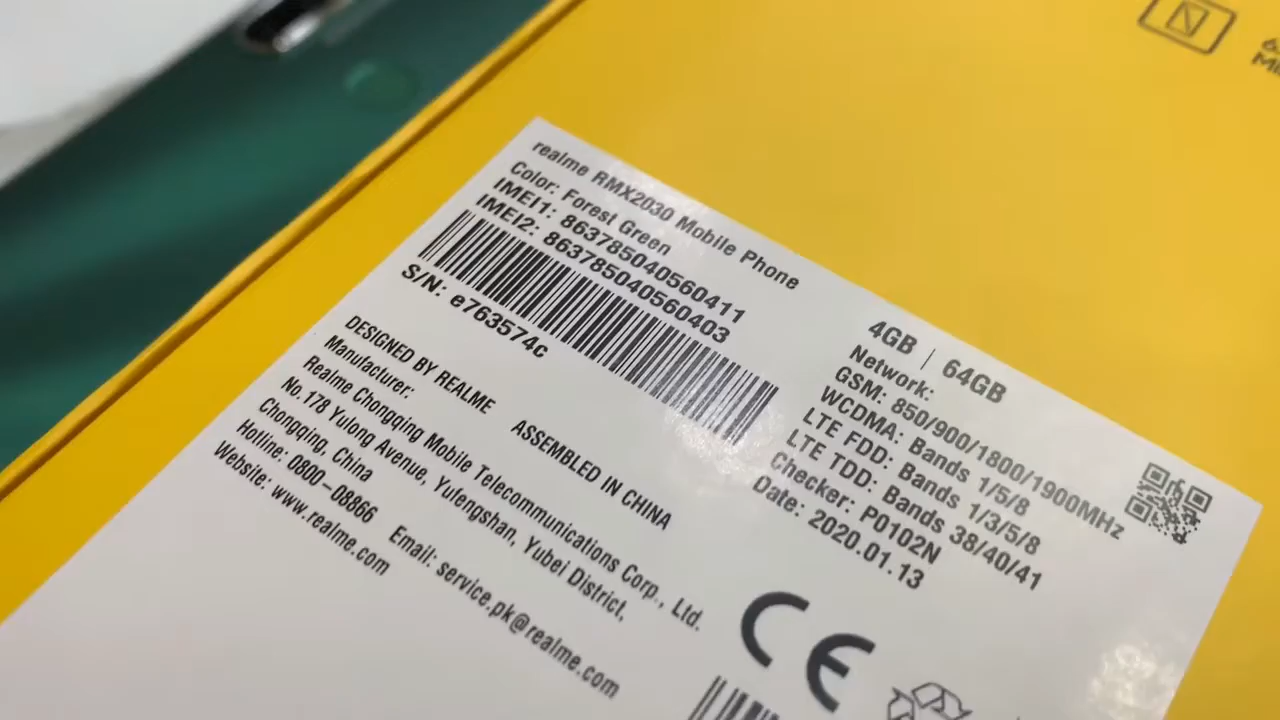 realme RMX2030 Mobile Phone
Color: Forest Green
IMEI1: 863785040560411
IMEI2: 863785040560403
S/N: e763574c
4GB | 64GB
Network:
GSM: 850/900/1800/1900MHz
WCDMA: Bands 1/5/8
LTE FDD: Bands 1/3/5/8
LTE TDD: Bands 38/40/41
Checker: P0102N
Date: 2020.01.13
DESIGNED BY REALME ASSEMBLED IN CHINA
Manufacturer:
Realme Chongqing Mobile Telecommunications Corp., Ltd.
No.178 Yulong Avenue, Yufengshan, Yubei District,
Chongqing, China
Hotline: 0800-08866 Email: service.pk@realme.com
Website: www.realme.com
CE